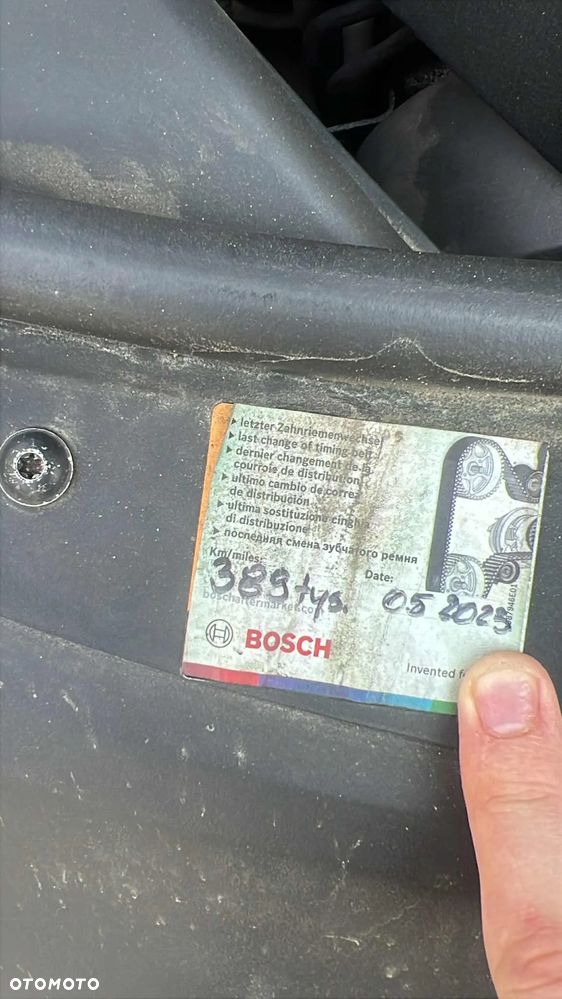 ▸ letzter Zahnriemenwechsel
▸ last change of timing belt
▸ dernier changement de la
courroie de distribution
▸ ultimo cambio de correa
de distribución
▸ ultima sostituzione cinghia
di distribuzione
▸ последняя смена зубчатого ремня
Km/miles: Date:
389 tys. 05 2023
boschaftermarket.co
BOSCH
Invented f
OTOMOTO